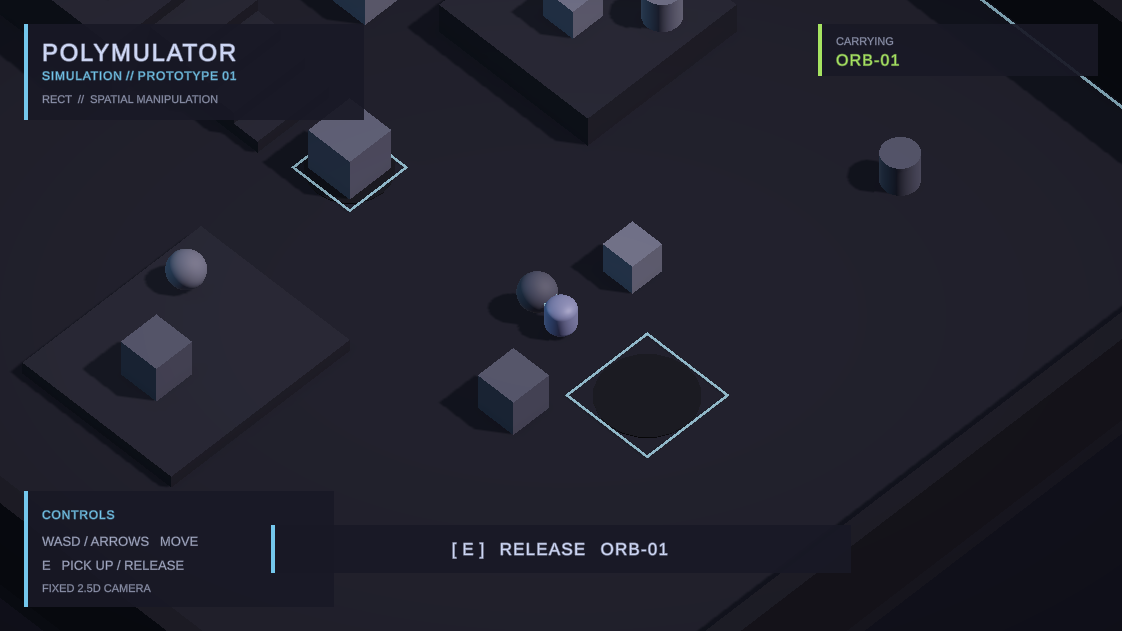 POLYMULATOR
SIMULATION // PROTOTYPE 01
RECT // SPATIAL MANIPULATION
CARRYING
ORB-01
CONTROLS
WASD / ARROWS MOVE
E PICK UP / RELEASE
FIXED 2.5D CAMERA
[ E ] RELEASE ORB-01